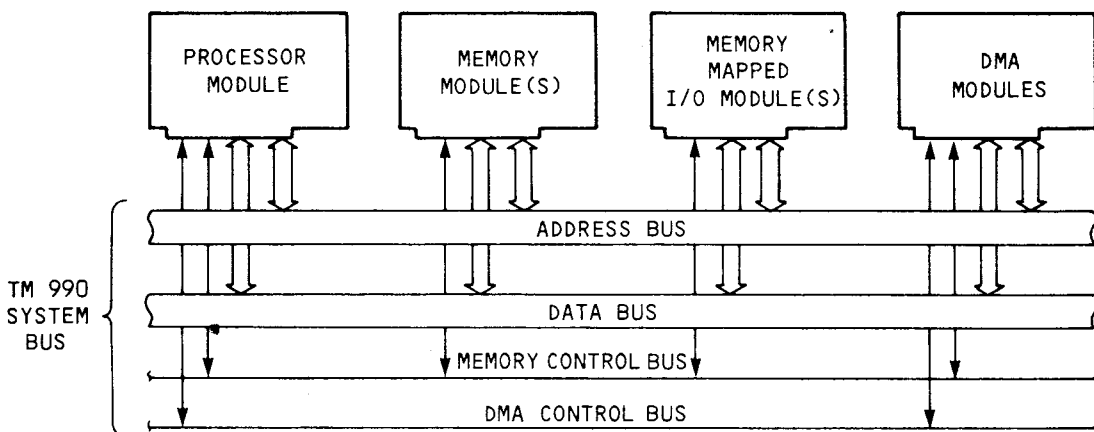 PROCESSOR
MODULE
MEMORY
MODULE(S)
MEMORY
MAPPED
I/O MODULE(S)
DMA
MODULES
ADDRESS BUS
TM 990
SYSTEM
BUS
DATA BUS
MEMORY CONTROL BUS
DMA CONTROL BUS